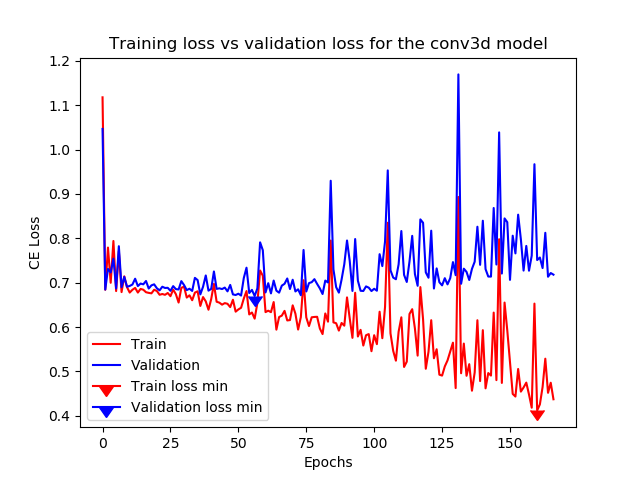 Training loss vs validation loss for the conv3d model
1.2
1.1
1.0
0.9
0.8
0.7
0.6
0.5
0.4
CE Loss
Train
Validation
Train loss min
Validation loss min
0
25
50
75
100
125
150
Epochs